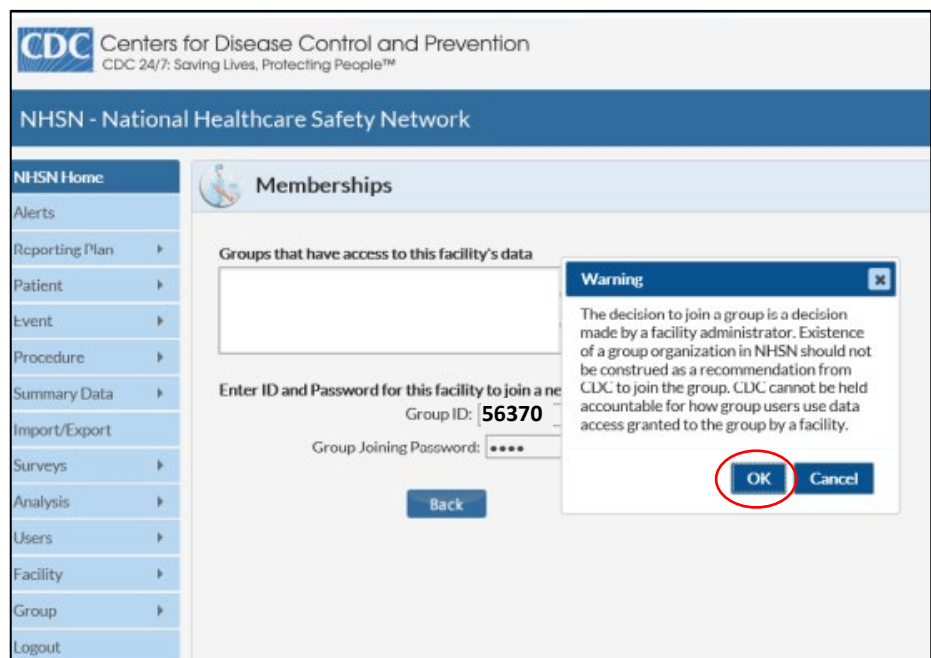 CDC Centers for Disease Control and Prevention
CDC 24/7: Saving Lives, Protecting People™
NHSN - National Healthcare Safety Network
NHSN Home
Alerts
Reporting Plan
Patient
Event
Procedure
Summary Data
Import/Export
Surveys
Analysis
Users
Facility
Group
Logout
Memberships
Groups that have access to this facility's data
Enter ID and Password for this facility to join a ne
Group ID: 56370
Group Joining Password: ••••
Back
Warning
The decision to join a group is a decision
made by a facility administrator. Existence
of a group organization in NHSN should not
be construed as a recommendation from
CDC to join the group. CDC cannot be held
accountable for how group users use data
access granted to the group by a facility.
OK Cancel